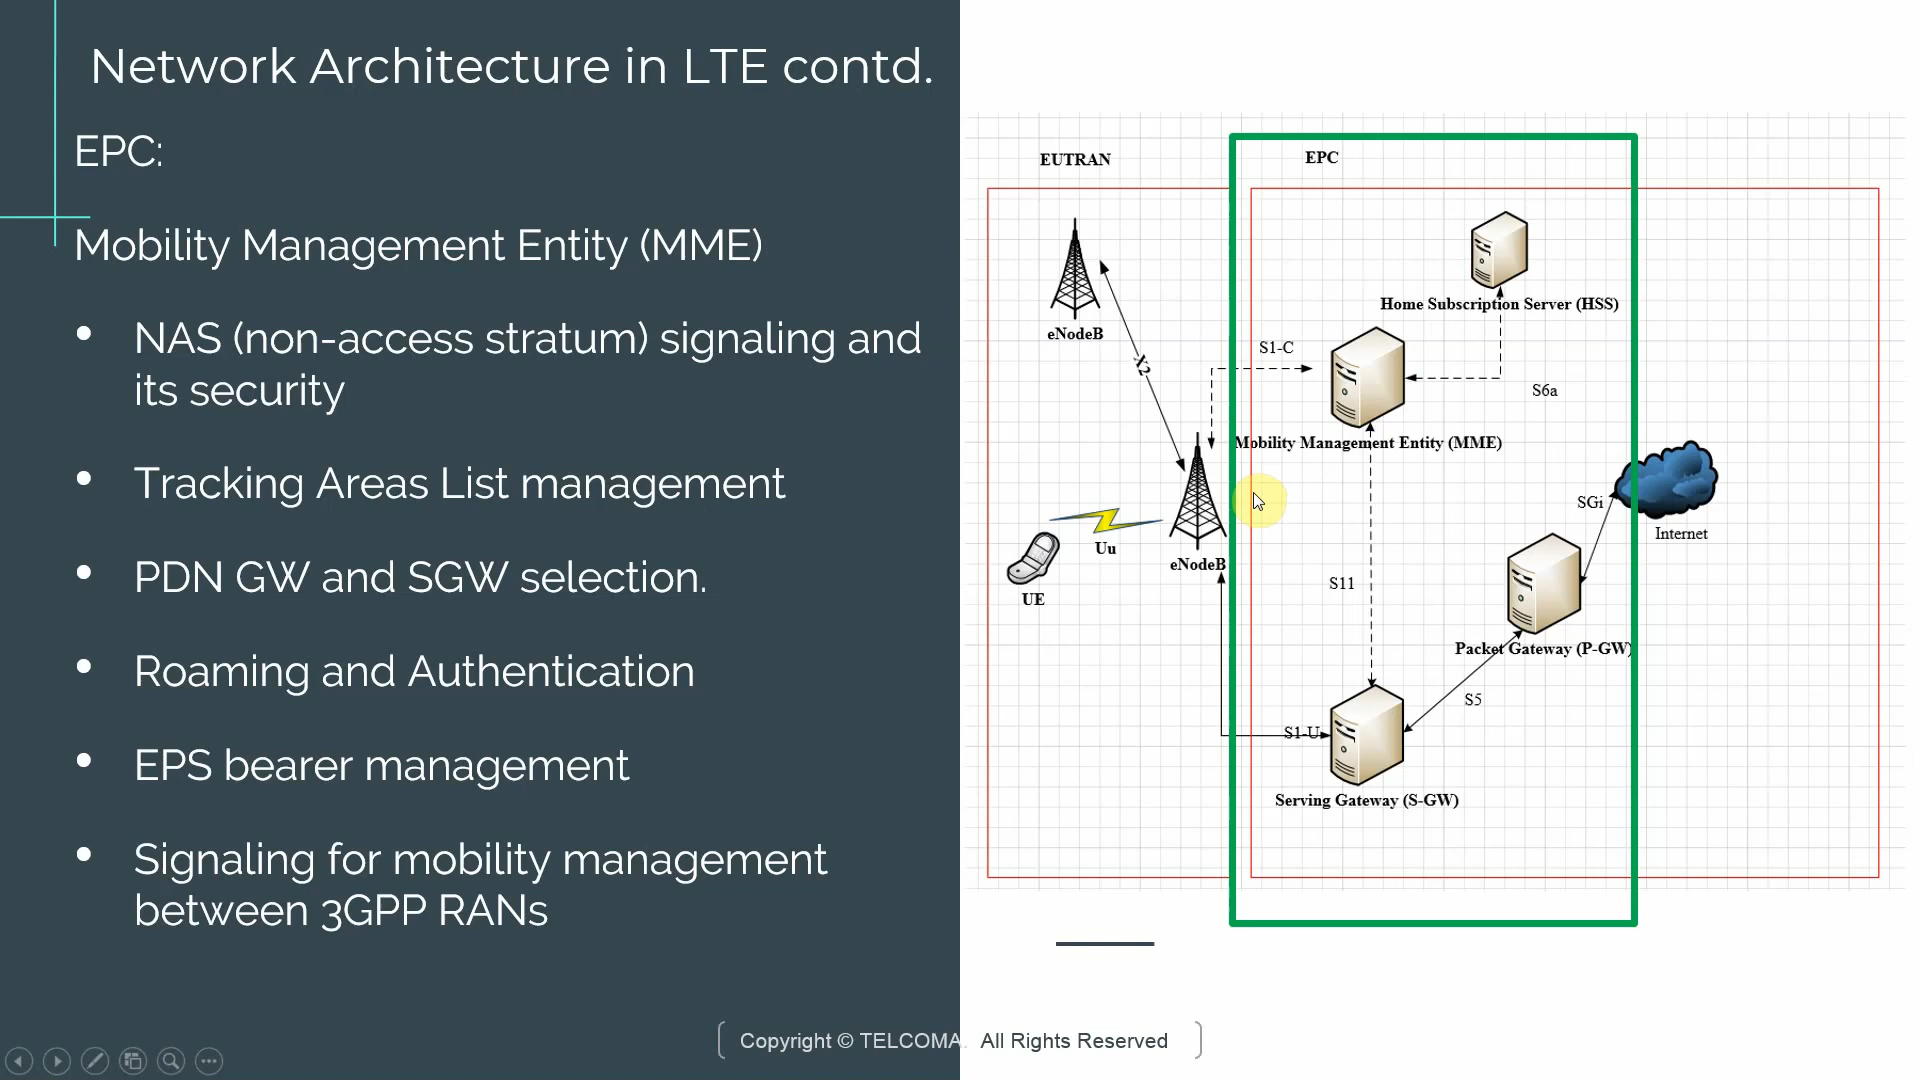 Network Architecture in LTE contd.
EPC:
Mobility Management Entity (MME)
• NAS (non-access stratum) signaling and
its security
• Tracking Areas List management
• PDN GW and SGW selection.
• Roaming and Authentication
• EPS bearer management
• Signaling for mobility management
between 3GPP RANs
EUTRAN
EPC
Home Subscription Server (HSS)
eNodeB
S1-C
X2
S6a
Mobility Management Entity (MME)
SGi
Internet
Uu
eNodeB
S11
UE
Packet Gateway (P-GW)
S5
S1-U
Serving Gateway (S-GW)
Copyright © TELCOMA. All Rights Reserved